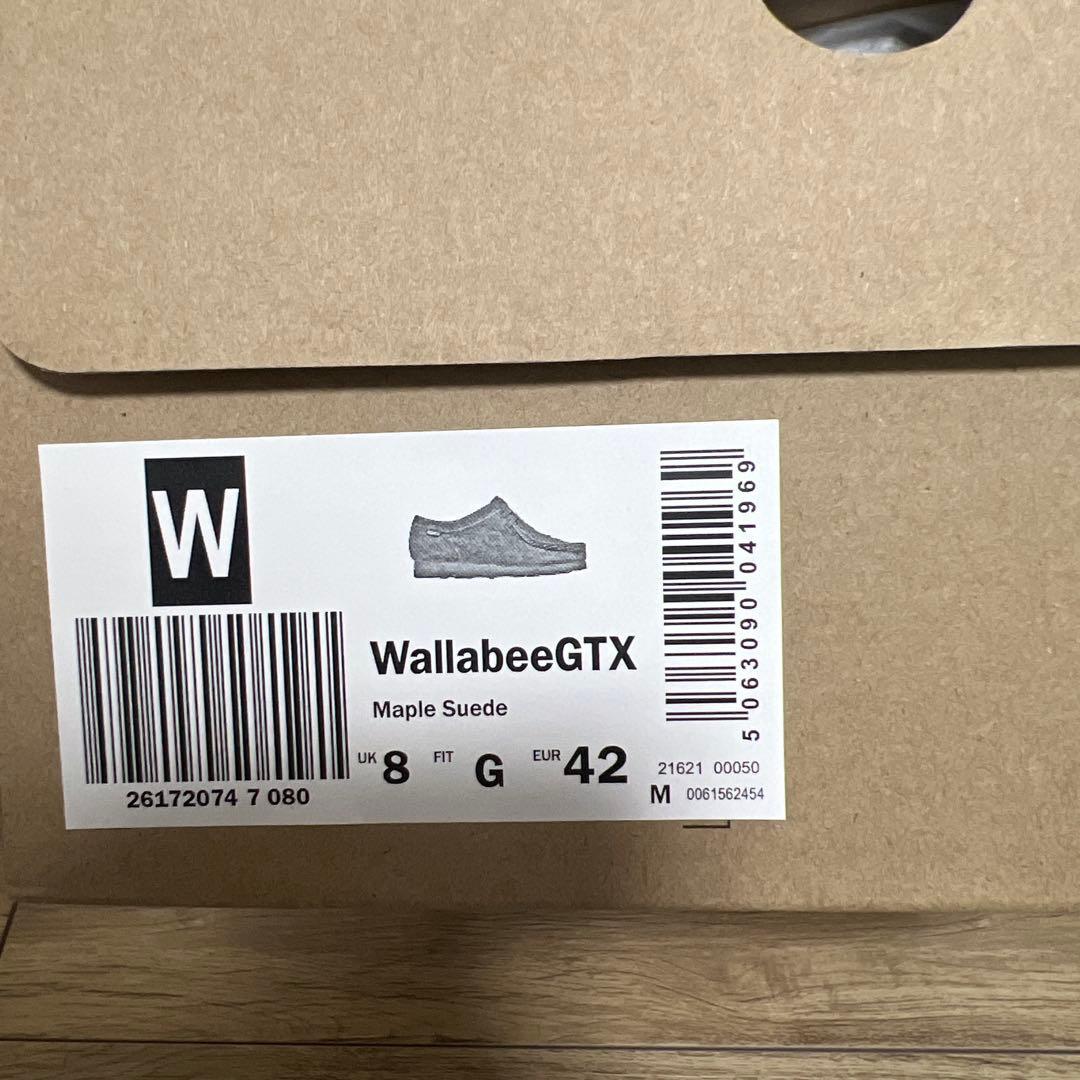 W
WallabeeGTX
Maple Suede
UK 8 FIT G EUR 42
26172074 7 080
5 063090 041969
21621 00050
M 0061562454